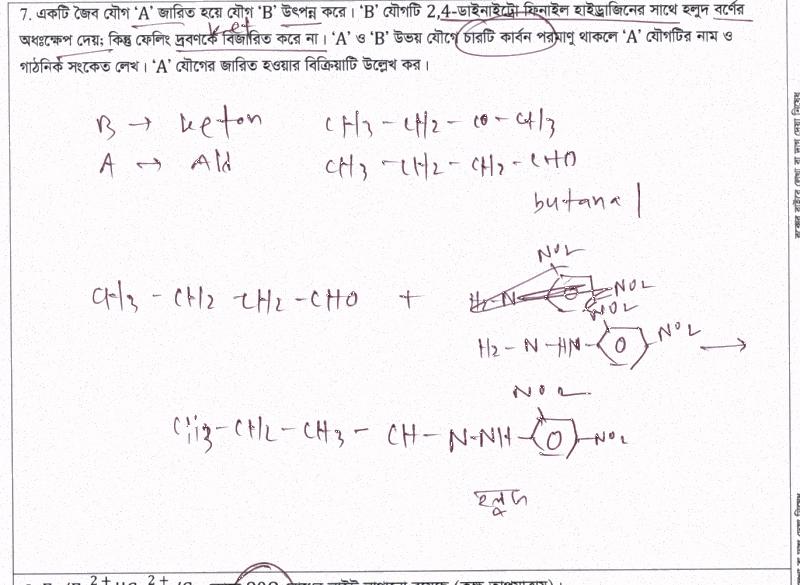 7. একটি জৈব যৌগ 'A' জারিত হয়ে যৌগ 'B' উৎপন্ন করে। 'B' যৌগটি 2,4-ডাইনাইট্রো ফিনাইল হাইড্রাজিনের সাথে হলুদ বর্ণের
অধঃক্ষেপ দেয়; কিন্তু ফেলিং দ্রবণকে বিজারিত করে না। 'A' ও 'B' উভয় যৌগে চারটি কার্বন পরমাণু থাকলে 'A' যৌগটির নাম ও
গাঠনিক সংকেত লেখ। 'A' যৌগের জারিত হওয়ার বিক্রিয়াটি উল্লেখ কর।
B → keton CH3 - CH2 - CO - CH3
A → Ald CH3 - CH2 - CH2 - CHO
butanal
NO2
CH3 - CH2 - CH2 - CHO + H2 - N NO2
NO2
H2 - N - HN - NO2 →
NO2
CH3 - CH2 - CH3 - CH - N - NH - NO2
হলুদ